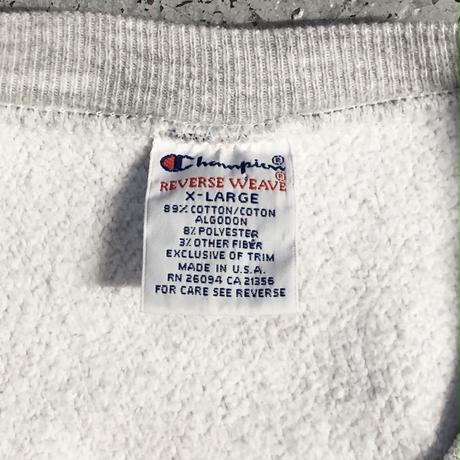 Champion®
REVERSE WEAVE®
X-LARGE
89% COTTON/COTON
ALGODON
8% POLYESTER
3% OTHER FIBER
EXCLUSIVE OF TRIM
MADE IN U.S.A.
RN 26094 CA 21356
FOR CARE SEE REVERSE